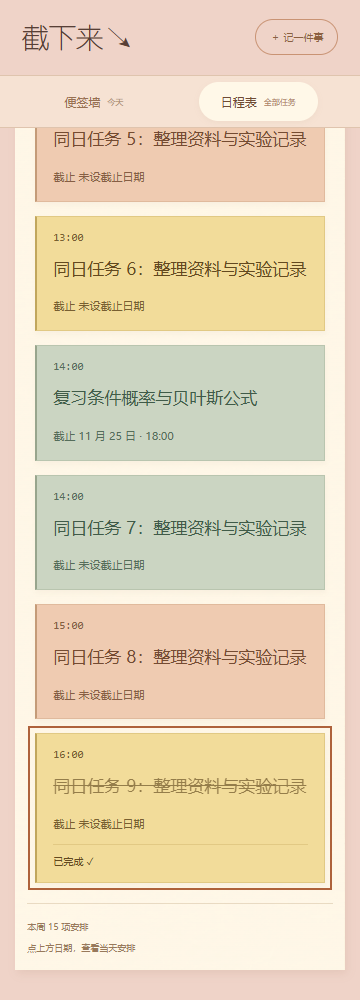 截下来↘
+ 记一件事
便签墙 今天
日程表 全部任务
同日任务 5：整理资料与实验记录
截止 未设截止日期
13:00
同日任务 6：整理资料与实验记录
截止 未设截止日期
14:00
复习条件概率与贝叶斯公式
截止 11 月 25 日 · 18:00
14:00
同日任务 7：整理资料与实验记录
截止 未设截止日期
15:00
同日任务 8：整理资料与实验记录
截止 未设截止日期
16:00
同日任务 9：整理资料与实验记录
截止 未设截止日期
已完成 ✓
本周 15 项安排
点上方日期，查看当天安排